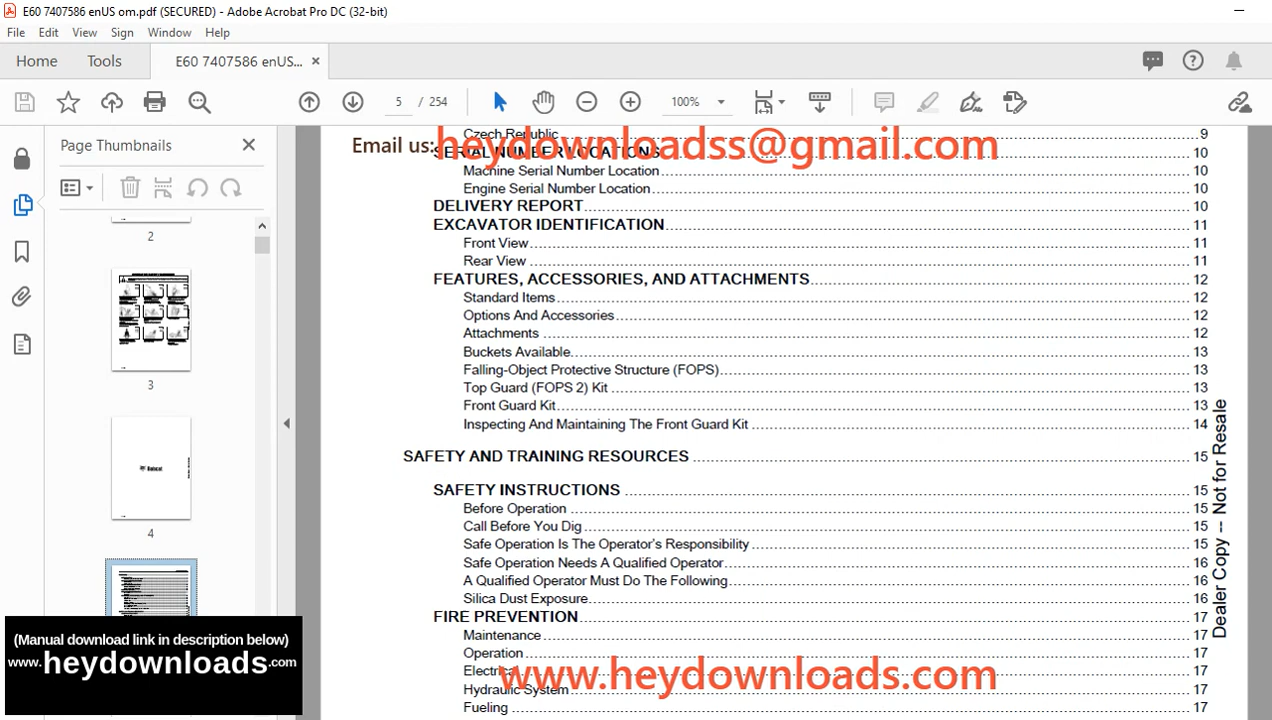 E60 7407586 enUS om.pdf (SECURED) - Adobe Acrobat Pro DC (32-bit)
File Edit View Sign Window Help
Home Tools E60 7407586 enUS... ×
5 / 254 100%
Page Thumbnails
2
3
4
Bobcat
Email us: heydownloadss@gmail.com
Czech Republic 9
SERIAL NUMBER LOCATIONS 10
Machine Serial Number Location 10
Engine Serial Number Location 10
DELIVERY REPORT 10
EXCAVATOR IDENTIFICATION 11
Front View 11
Rear View 11
FEATURES, ACCESSORIES, AND ATTACHMENTS 12
Standard Items 12
Options And Accessories 12
Attachments 12
Buckets Available 13
Falling-Object Protective Structure (FOPS) 13
Top Guard (FOPS 2) Kit 13
Front Guard Kit 13
Inspecting And Maintaining The Front Guard Kit 14
SAFETY AND TRAINING RESOURCES 15
SAFETY INSTRUCTIONS 15
Before Operation 15
Call Before You Dig 15
Safe Operation Is The Operator's Responsibility 15
Safe Operation Needs A Qualified Operator 16
A Qualified Operator Must Do The Following 16
Silica Dust Exposure 16
FIRE PREVENTION 17
Maintenance 17
Operation 17
Electrical 17
Hydraulic System 17
Fueling 17
www.heydownloads.com
Dealer Copy -- Not for Resale
(Manual download link in description below)
www.heydownloads.com